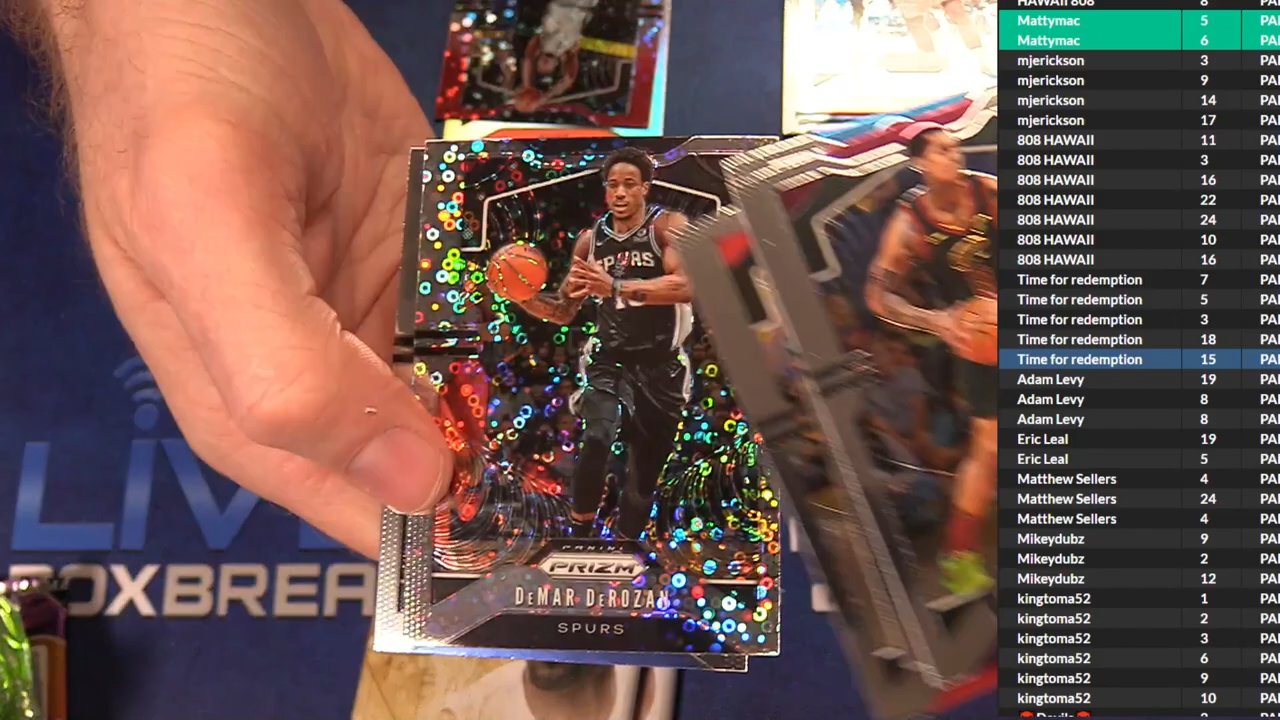 SPURS
PANINI
PRIZM
DeMAR DeROZAN
SPURS
LiV
BOXBREA
HAWAII 808 8 PA
Mattymac 5 PA
Mattymac 6 PA
mjerickson 3 PA
mjerickson 9 PA
mjerickson 14 PA
mjerickson 17 PA
808 HAWAII 11 PA
808 HAWAII 3 PA
808 HAWAII 16 PA
808 HAWAII 22 PA
808 HAWAII 24 PA
808 HAWAII 10 PA
808 HAWAII 16 PA
Time for redemption 7 PA
Time for redemption 5 PA
Time for redemption 3 PA
Time for redemption 18 PA
Time for redemption 15 PA
Adam Levy 19 PA
Adam Levy 8 PA
Adam Levy 8 PA
Eric Leal 19 PA
Eric Leal 5 PA
Matthew Sellers 4 PA
Matthew Sellers 24 PA
Matthew Sellers 4 PA
Mikeydubz 9 PA
Mikeydubz 2 PA
Mikeydubz 12 PA
kingtoma52 1 PA
kingtoma52 2 PA
kingtoma52 3 PA
kingtoma52 6 PA
kingtoma52 9 PA
kingtoma52 10 PA